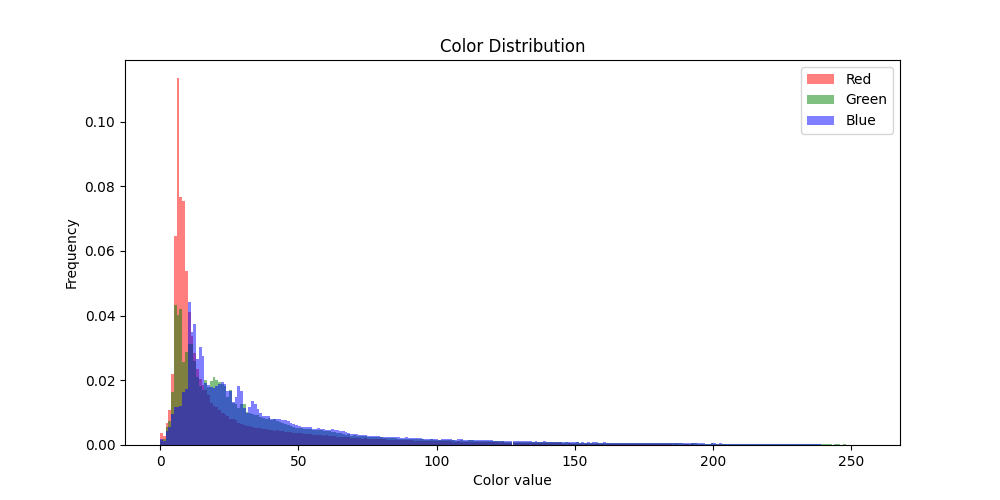 Color Distribution
Red
Green
Blue
Frequency
0.10
0.08
0.06
0.04
0.02
0.00
0 50 100 150 200 250
Color value